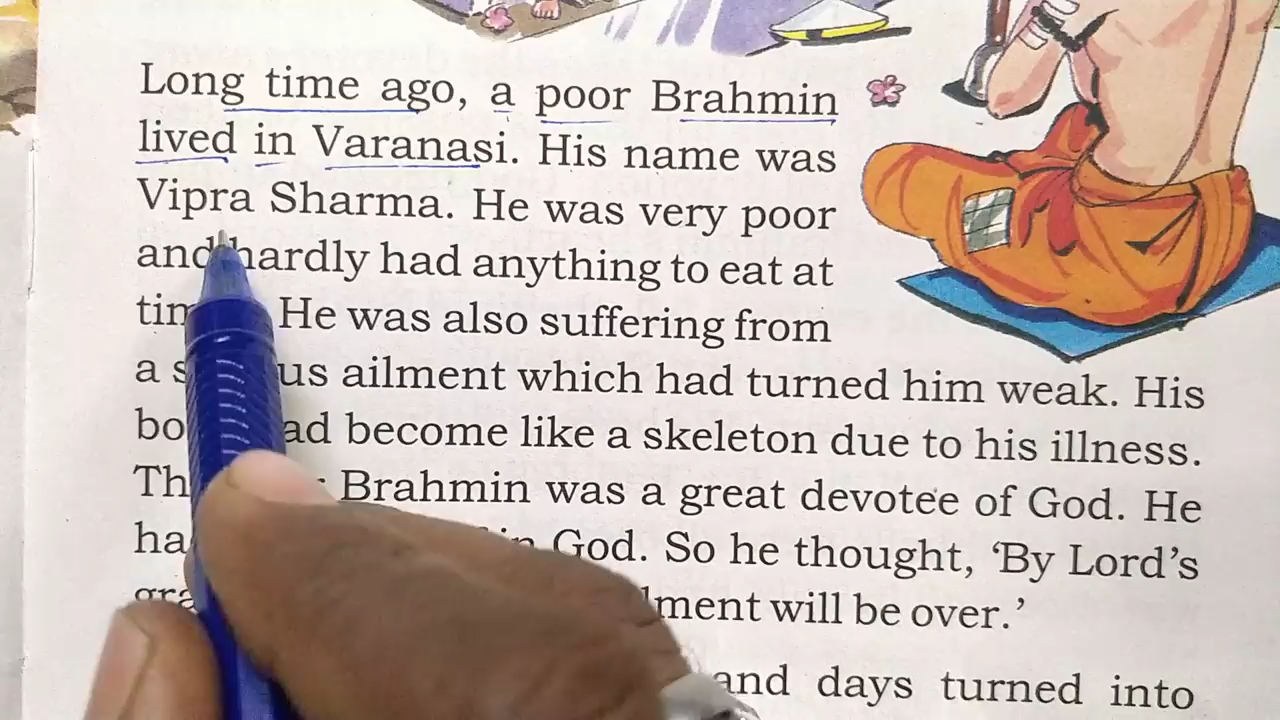 Long time ago, a poor Brahmin
lived in Varanasi. His name was
Vipra Sharma. He was very poor
and hardly had anything to eat at
He was also suffering from
a ailment which had turned him weak. His
become like a skeleton due to his illness.
Brahmin was a great devotee of God. He
in God. So he thought, ‘By Lord’s
will be over.’
and days turned into